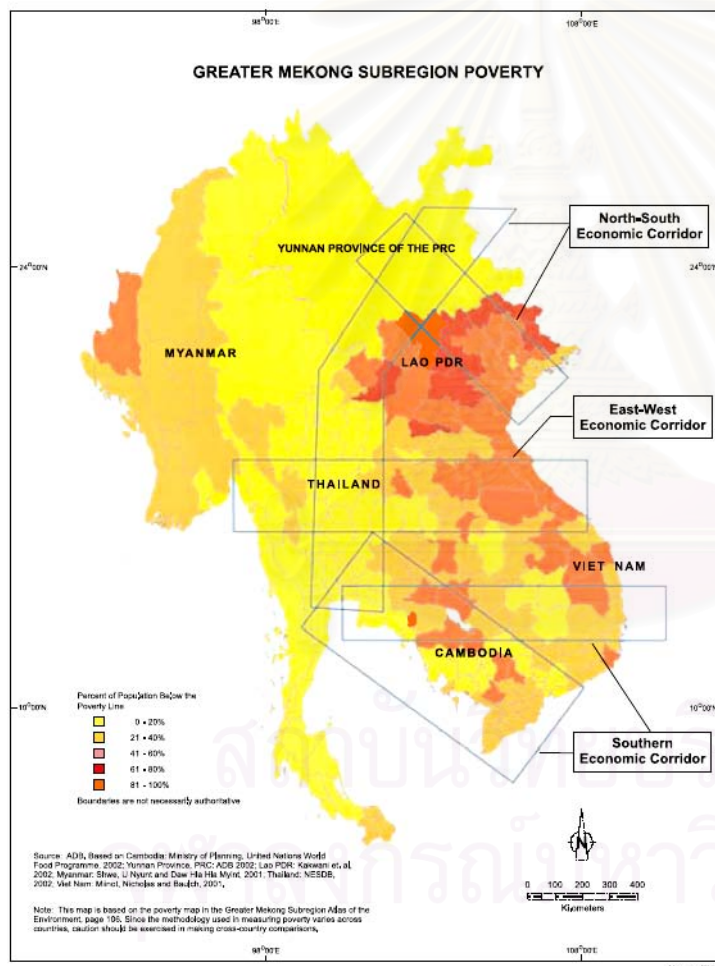 98°00'E
108°00'E
GREATER MEKONG SUBREGION POVERTY
North-South
Economic Corridor
YUNNAN PROVINCE OF THE PRC
24°00'N
24°00'N
MYANMAR
LAO PDR
East-West
Economic Corridor
THAILAND
VIET NAM
CAMBODIA
Percent of Population Below the
Poverty Line
0 - 20%
21 - 40%
41 - 60%
61 - 80%
81 - 100%
Boundaries are not necessarily authoritative
10°00'N
10°00'N
Southern
Economic Corridor
Source: ADB, Based on Cambodia: Ministry of Planning, United Nations World
Food Programme, 2002; Yunnan Province, PRC: ADB 2002; Lao PDR: Kakwani et. al,
2002; Myanmar: Shwe, U Nyunt and Daw Hla Hla Myint, 2001; Thailand: NESDB,
2002; Viet Nam: Minot, Nicholas and Baulch, 2001.
N
0 100 200 300 400
Kilometers
Note: This map is based on the poverty map in the Greater Mekong Subregion Atlas of the
Environment, page 106. Since the methodology used in measuring poverty varies across
countries, caution should be exercised in making cross-country comparisons.
98°00'E
108°00'E